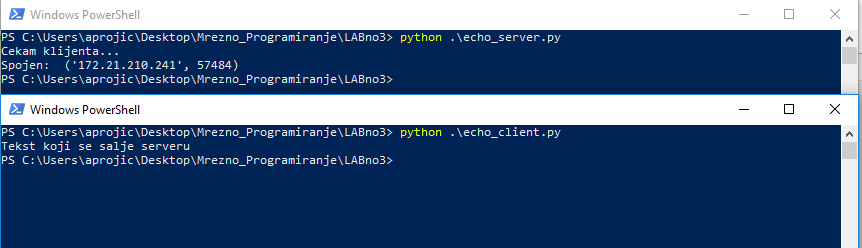 Windows PowerShell
PS C:\Users\aprojic\Desktop\Mrezno_Programiranje\LABno3> python .\echo_server.py
Cekam klijenta...
Spojen:  ('172.21.210.241', 57484)
PS C:\Users\aprojic\Desktop\Mrezno_Programiranje\LABno3>
Windows PowerShell
PS C:\Users\aprojic\Desktop\Mrezno_Programiranje\LABno3> python .\echo_client.py
Tekst koji se salje serveru
PS C:\Users\aprojic\Desktop\Mrezno_Programiranje\LABno3>